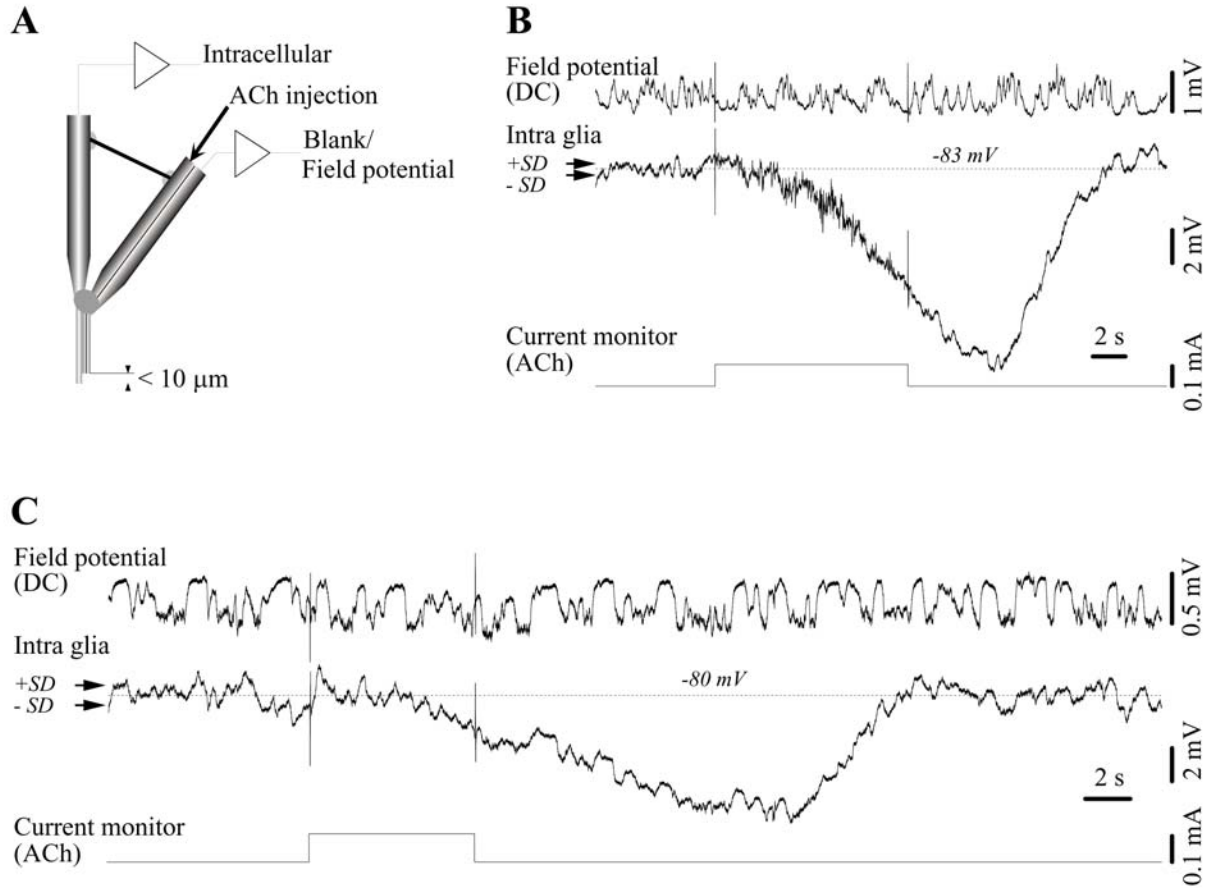 A
Intracellular
ACh injection
Blank/
Field potential
< 10 μm
B
Field potential
(DC)
1 mV
Intra glia
+SD
- SD
-83 mV
2 mV
Current monitor
(ACh)
2 s
0.1 mA
C
Field potential
(DC)
0.5 mV
Intra glia
+SD
- SD
-80 mV
2 mV
2 s
Current monitor
(ACh)
0.1 mA